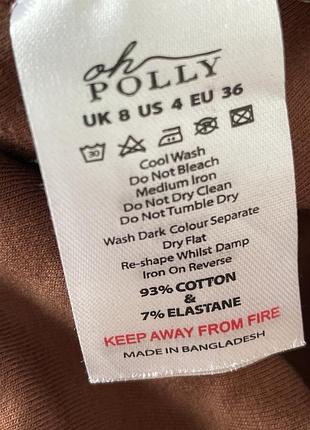 oh
POLLY
UK 8 US 4 EU 36
30
Cool Wash
Do Not Bleach
Medium Iron
Do Not Dry Clean
Do Not Tumble Dry
Wash Dark Colour Separate
Dry Flat
Re-shape Whilst Damp
Iron On Reverse
93% COTTON
&
7% ELASTANE
KEEP AWAY FROM FIRE
MADE IN BANGLADESH